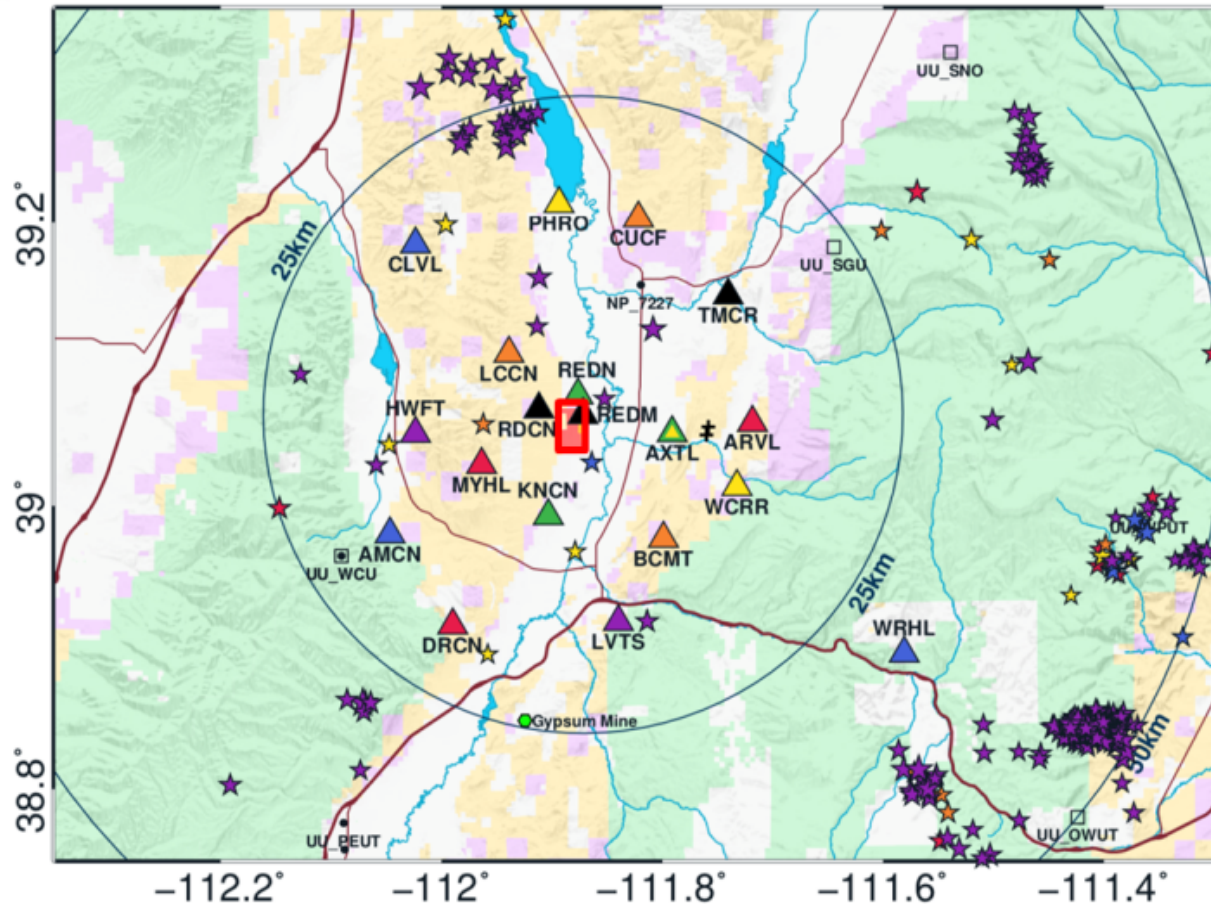 UU_SNO
39.2°
25km
PHRO
CUCF
CLVL
UU_SGU
NP_7227
TMCR
LCCN
REDN
HWFT
RDCN
REDM
AXTL
ARVL
MYHL
KNCN
WCRR
39°
AMCN
UU_WCU
BCMT
25km
DRCN
LVTS
WRHL
Gypsum Mine
50km
38.8°
UU_PEUT
UU_OWUT
−112.2° −112° −111.8° −111.6° −111.4°